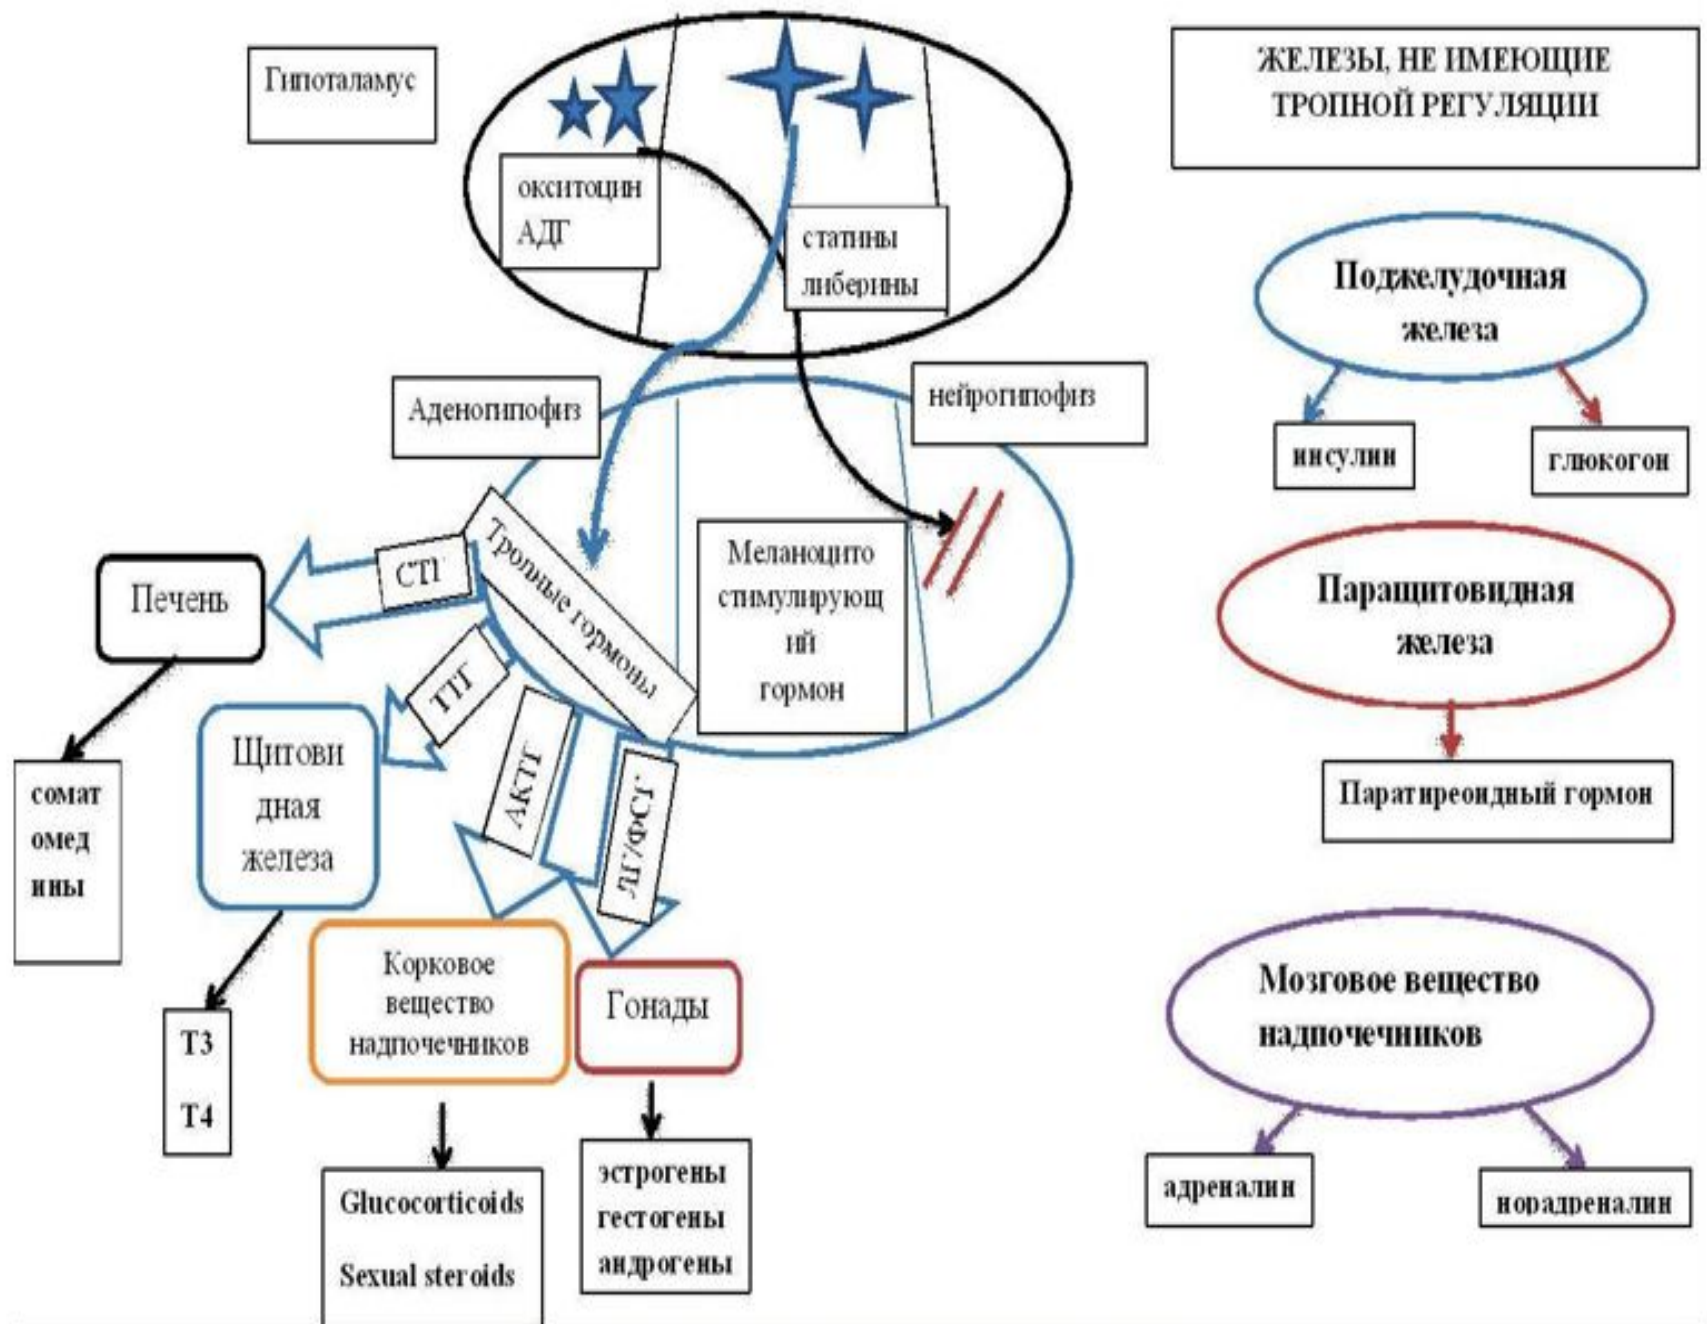 Гипоталамус
окситоцин
АДГ
статины
либерины
Аденогипофиз
нейрогипофиз
Тропные гормоны
Меланоцито
стимулирующ
ий
гормон
СТГ
ТТГ
АКТГ
ЛГ/ФСГ
Печень
сомат
омед
ины
Щитови
дная
железа
Т3
Т4
Корковое
вещество
надпочечников
Glucocorticoids
Sexual steroids
Гонады
эстрогены
гестогены
андрогены
ЖЕЛЕЗЫ, НЕ ИМЕЮЩИЕ
ТРОПНОЙ РЕГУЛЯЦИИ
Поджелудочная
железа
инсулин
глюкогон
Паращитовидная
железа
Паратиреоидный гормон
Мозговое вещество
надпочечников
адреналин
норадреналин